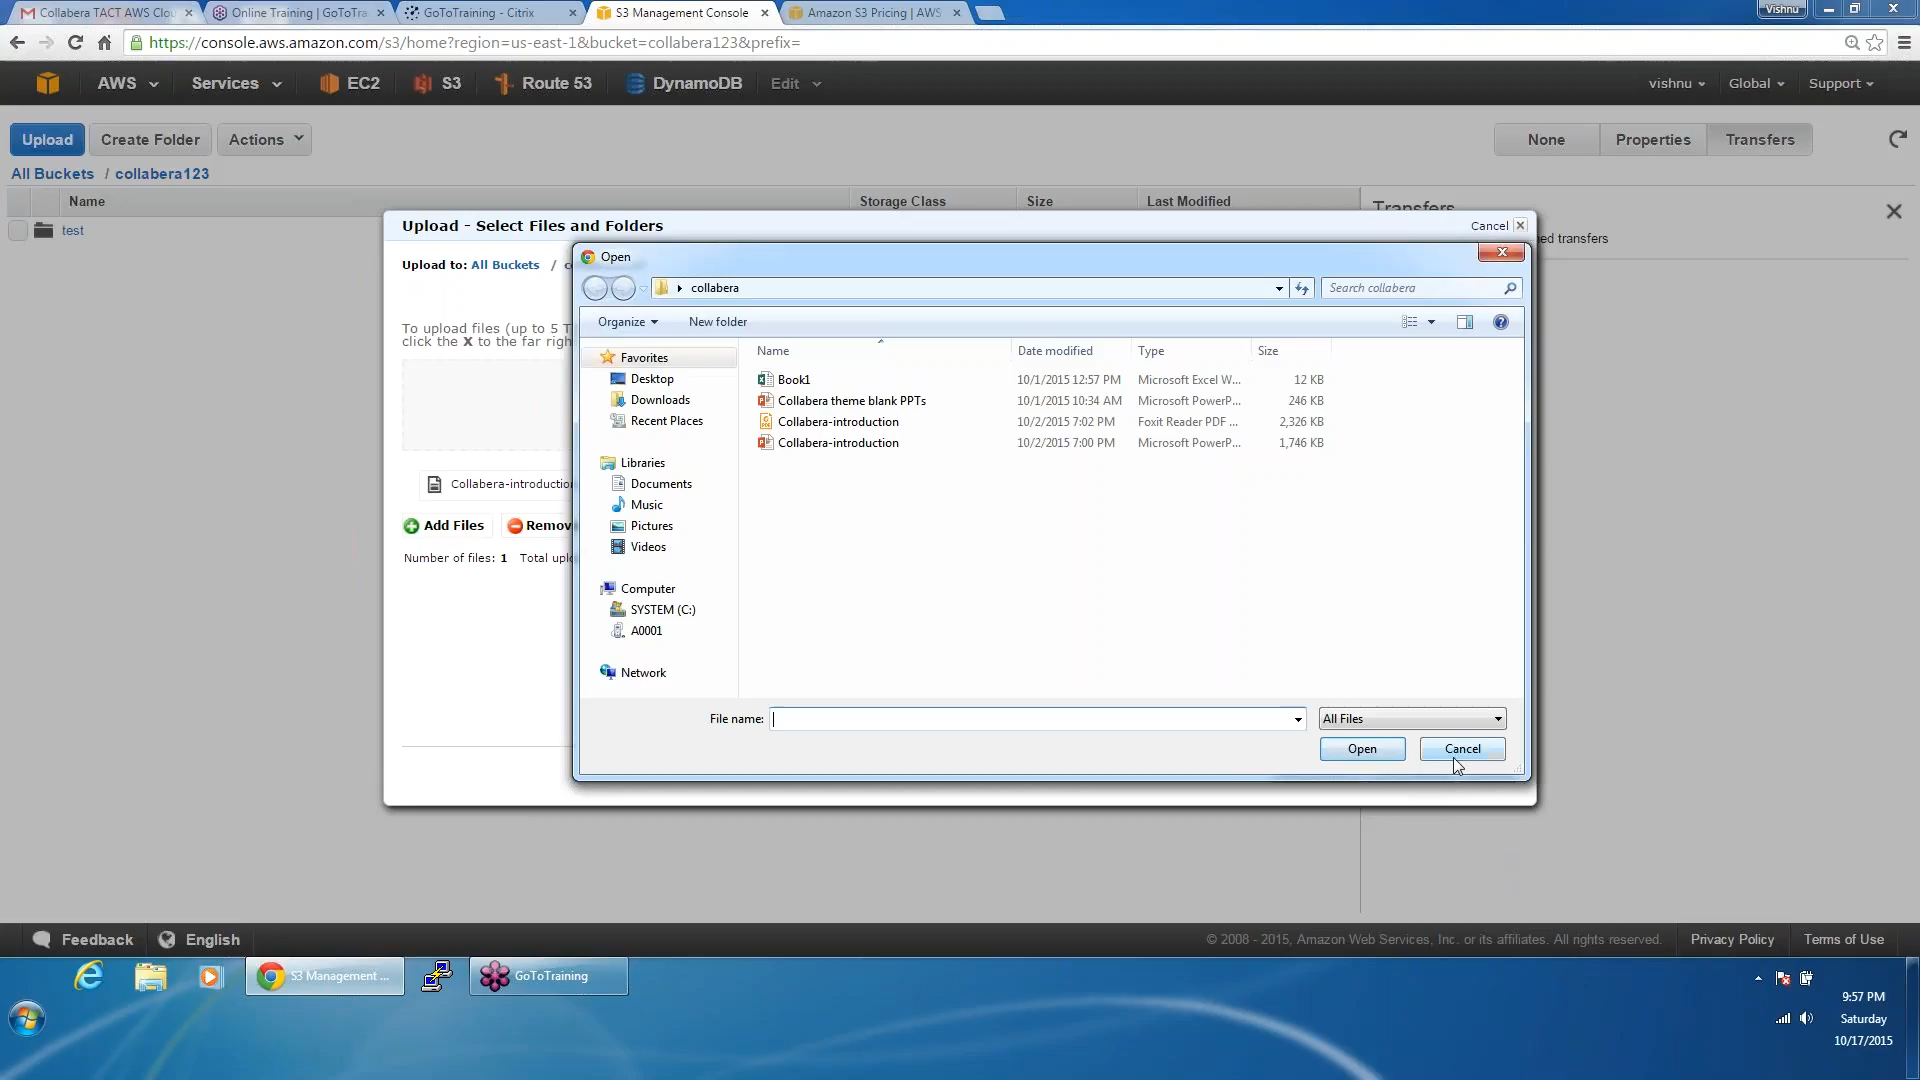 Collabera TACT AWS Clou
Online Training | GoToTra
GoToTraining - Citrix
S3 Management Console
Amazon S3 Pricing | AWS
Vishnu
https://console.aws.amazon.com/s3/home?region=us-east-1&bucket=collabera123&prefix=
AWS Services EC2 S3 Route 53 DynamoDB Edit vishnu Global Support
Upload Create Folder Actions None Properties Transfers
All Buckets / collabera123
Name Storage Class Size Last Modified
Transfers
test
ed transfers
Upload - Select Files and Folders Cancel
Upload to: All Buckets / c
To upload files (up to 5 T
click the X to the far righ
Collabera-introduction
Add Files Remov
Number of files: 1 Total uplo
Open
collabera Search collabera
Organize New folder
Name Date modified Type Size
Favorites
Desktop
Downloads
Recent Places
Libraries
Documents
Music
Pictures
Videos
Computer
SYSTEM (C:)
A0001
Network
Book1 10/1/2015 12:57 PM Microsoft Excel W... 12 KB
Collabera theme blank PPTs 10/1/2015 10:34 AM Microsoft PowerP... 246 KB
Collabera-introduction 10/2/2015 7:02 PM Foxit Reader PDF ... 2,326 KB
Collabera-introduction 10/2/2015 7:00 PM Microsoft PowerP... 1,746 KB
File name: All Files
Open Cancel
Feedback English © 2008 - 2015, Amazon Web Services, Inc. or its affiliates. All rights reserved. Privacy Policy Terms of Use
S3 Management ... GoToTraining
9:57 PM
Saturday
10/17/2015